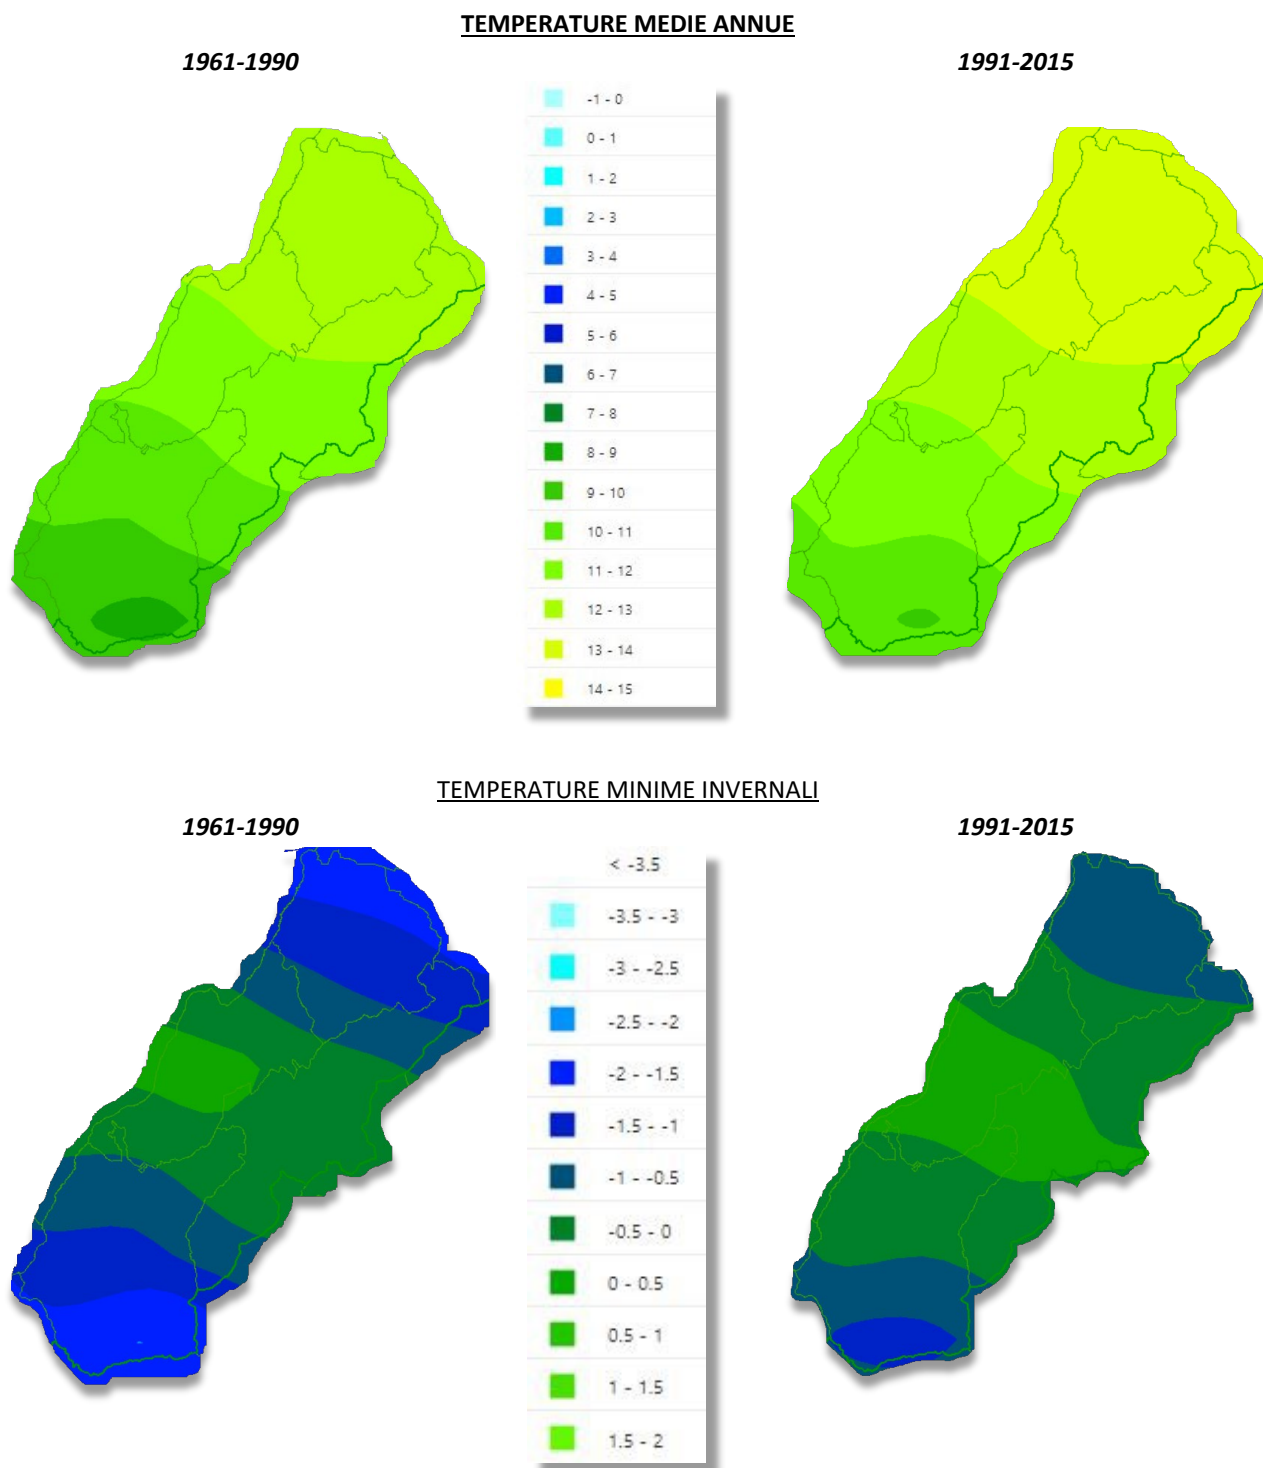 TEMPERATURE MEDIE ANNUE
1961-1990
1991-2015
-1 - 0
0 - 1
1 - 2
2 - 3
3 - 4
4 - 5
5 - 6
6 - 7
7 - 8
8 - 9
9 - 10
10 - 11
11 - 12
12 - 13
13 - 14
14 - 15
TEMPERATURE MINIME INVERNALI
1961-1990
1991-2015
< -3.5
-3.5 - -3
-3 - -2.5
-2.5 - -2
-2 - -1.5
-1.5 - -1
-1 - -0.5
-0.5 - 0
0 - 0.5
0.5 - 1
1 - 1.5
1.5 - 2